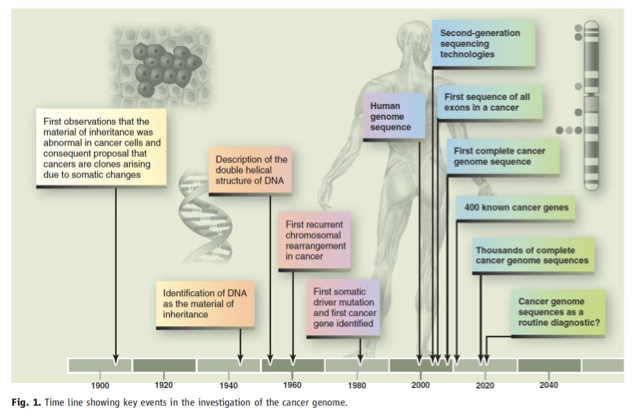 Second-generation
sequencing
technologies
First sequence of all
exons in a cancer
Human
genome
sequence
First observations that the
material of inheritance was
abnormal in cancer cells and
consequent proposal that
cancers are clones arising
due to somatic changes
First complete cancer
genome sequence
Description of the
double helical
structure of DNA
400 known cancer genes
First recurrent
chromosomal
rearrangement
in cancer
Thousands of complete
cancer genome sequences
Identification of DNA
as the material of
inheritance
First somatic
driver mutation
and first cancer
gene identified
Cancer genome
sequences as a
routine diagnostic?
1900 1920 1940 1960 1980 2000 2020 2040
Fig. 1. Time line showing key events in the investigation of the cancer genome.